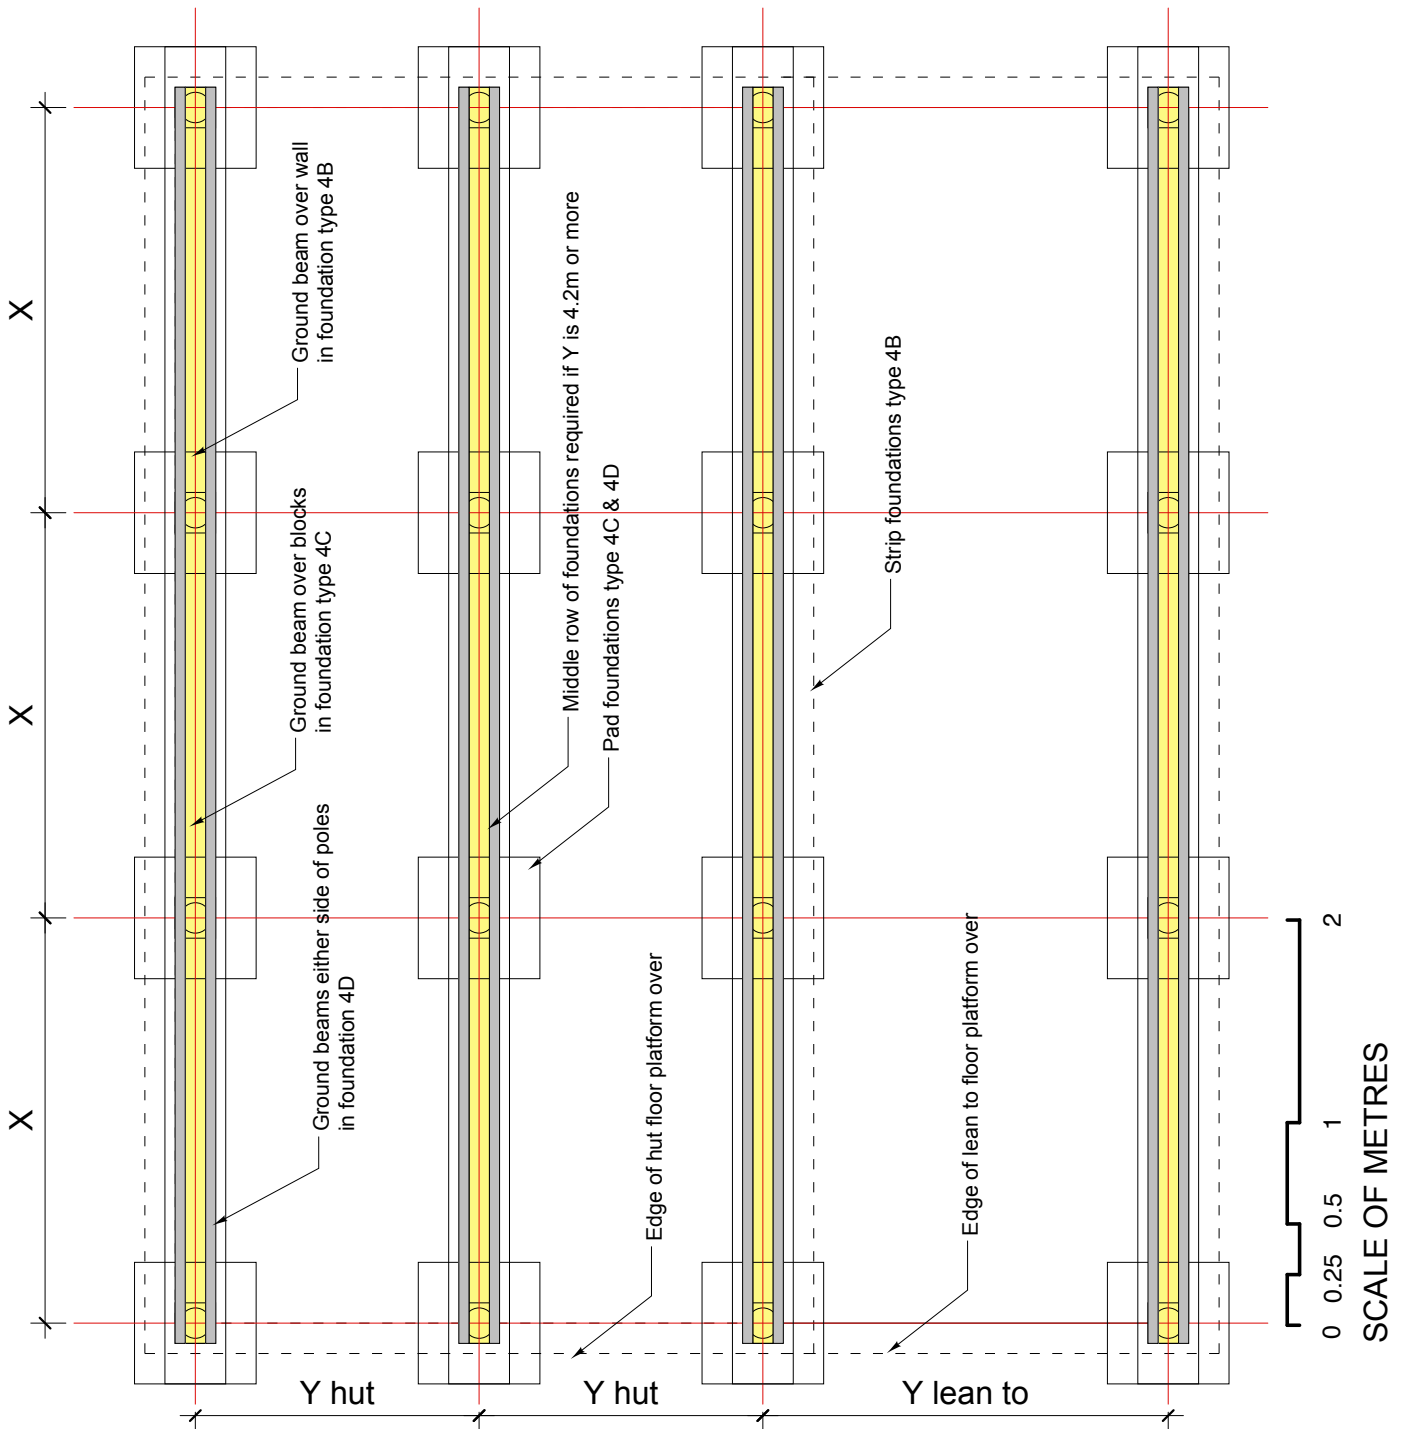 X
X
X
Ground beam over wall
in foundation type 4B
Ground beam over blocks
in foundation type 4C
Ground beams either side of poles
in foundation 4D
Middle row of foundations required if Y is 4.2m or more
Pad foundations type 4C & 4D
Strip foundations type 4B
Edge of hut floor platform over
Edge of lean to floor platform over
Y hut
Y hut
Y lean to
0 0.25 0.5 1 2
SCALE OF METRES